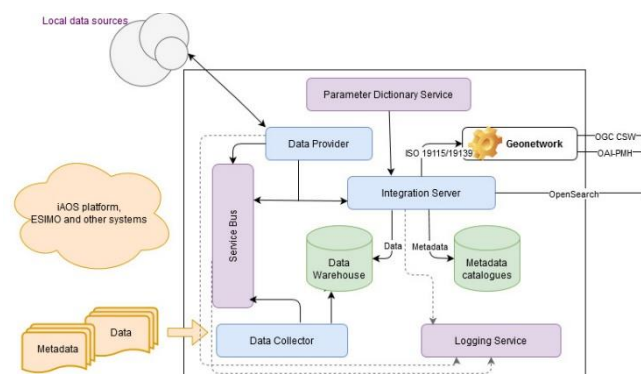 Local data sources
Parameter Dictionary Service
Data Provider
ISO 19115/19139
Geonetwork
OGC CSW
OAI-PMH
Integration Server
OpenSearch
iAOS platform,
ESIMO and other systems
Service Bus
Data
Metadata
Data
Warehouse
Metadata
catalogues
Data
Metadata
Data Collector
Logging Service